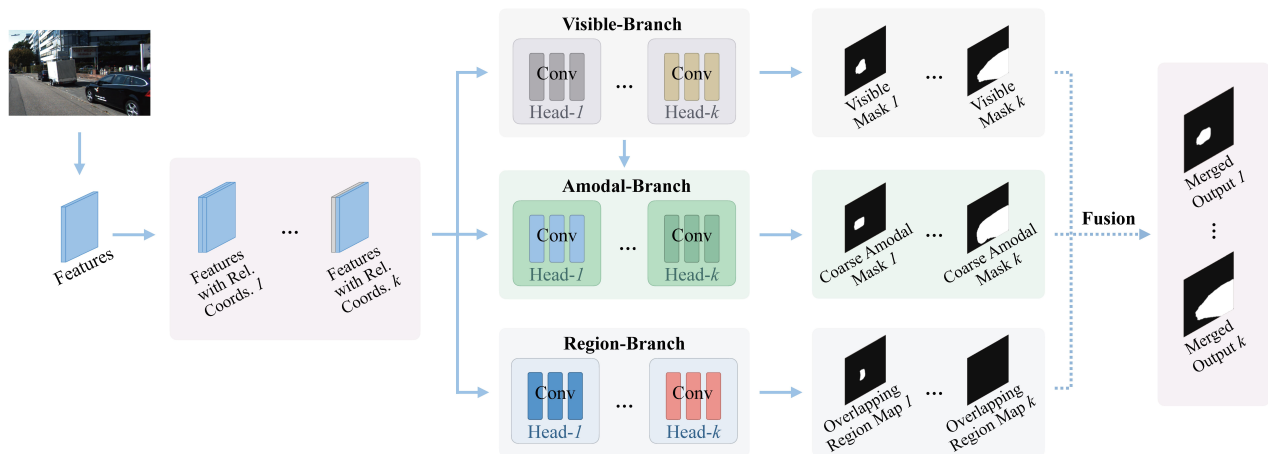 Visible-Branch
Conv
Head-1
...
Conv
Head-k
Visible
Mask 1
...
Visible
Mask k
Features
Features
with Rel.
Coords. 1
...
Features
with Rel.
Coords. k
Amodal-Branch
Conv
Head-1
...
Conv
Head-k
Coarse Amodal
Mask 1
...
Coarse Amodal
Mask k
Region-Branch
Conv
Head-1
...
Conv
Head-k
Overlapping
Region Map 1
...
Overlapping
Region Map k
Fusion
Merged
Output 1
...
Merged
Output k